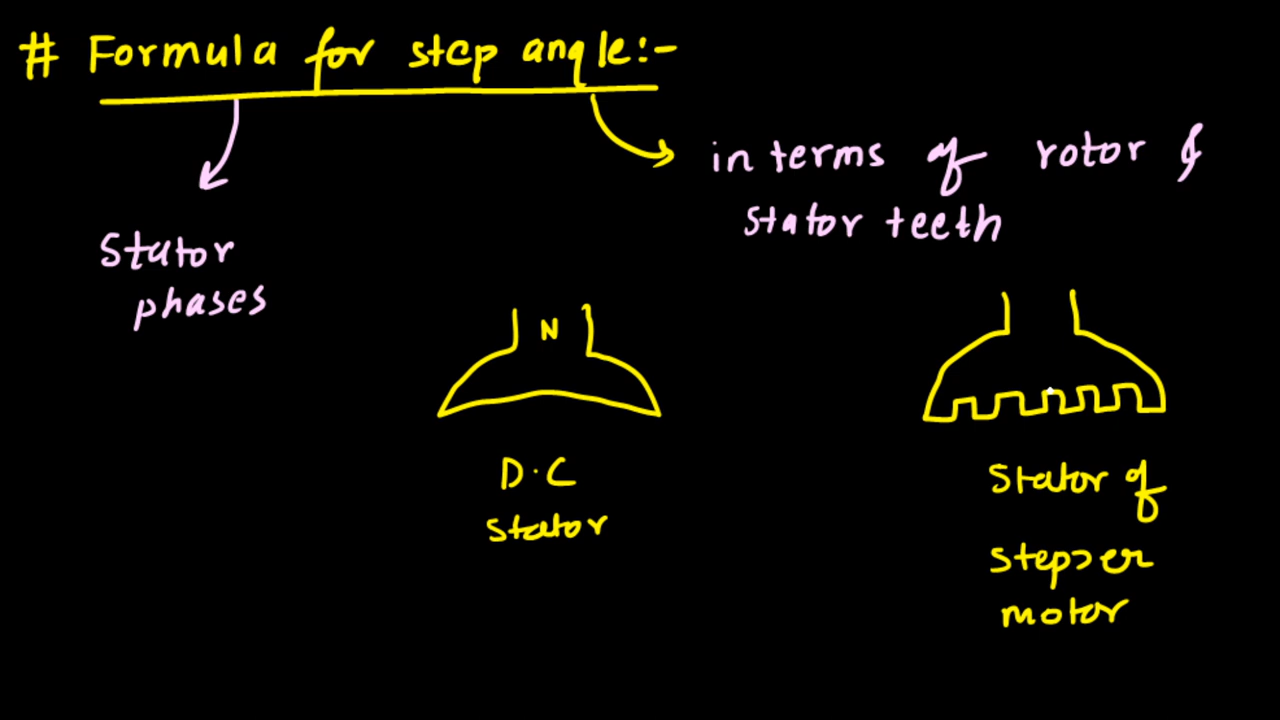 # Formula for step angle:-
in terms of rotor &
stator teeth
Stator
phases
N
D.C
stator
Stator of
stepper
motor